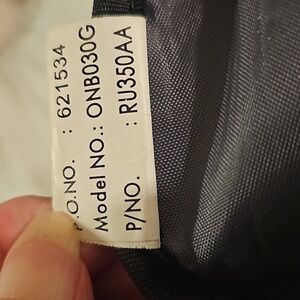 P.O.NO. : 621534
Model NO.: ONB030G
P/NO. : RU350AA